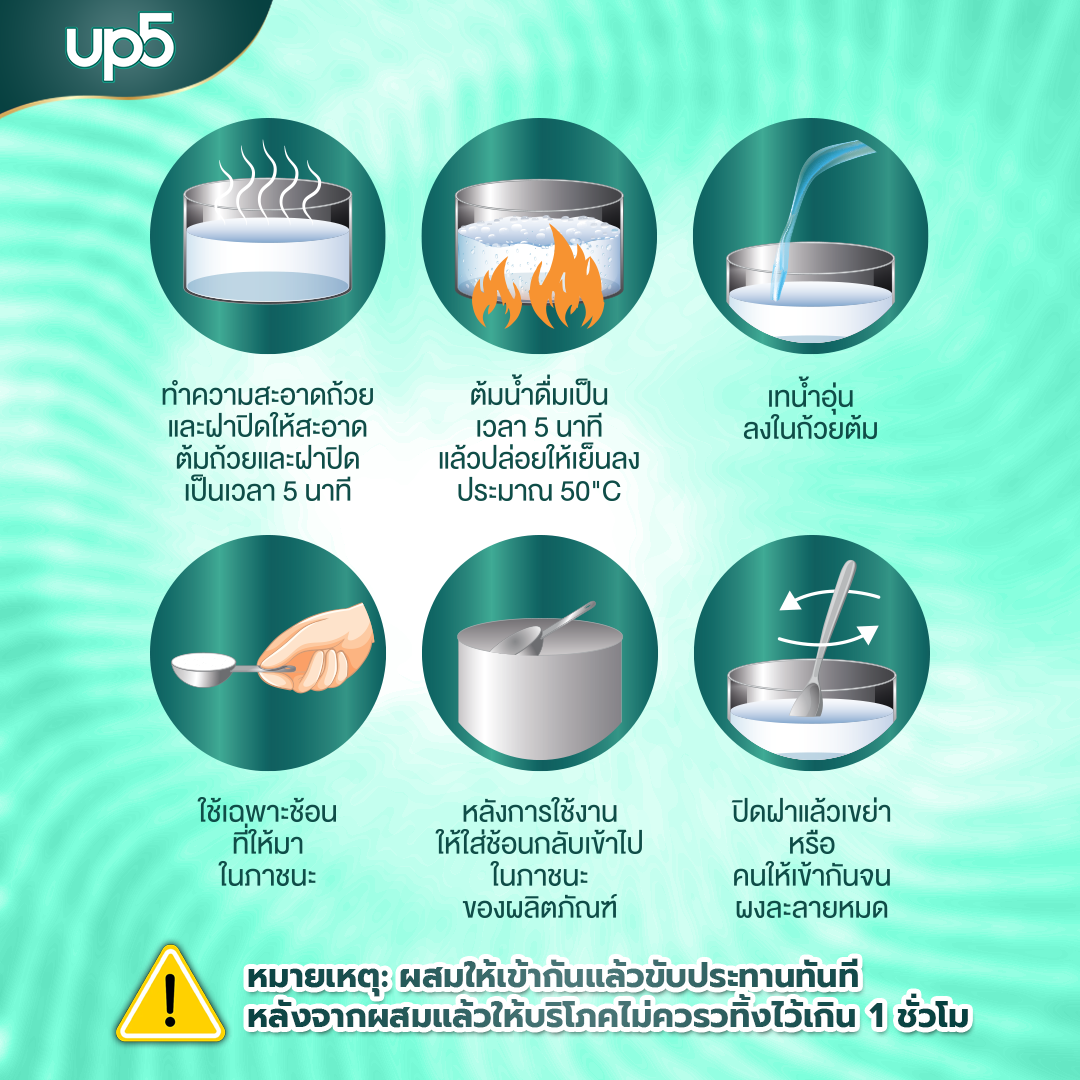 up5
ทำความสะอาดถ้วย
และฝาปิดให้สะอาด
ต้มถ้วยและฝาปิด
เป็นเวลา 5 นาที
ต้มน้ำดื่มเป็น
เวลา 5 นาที
แล้วปล่อยให้เย็นลง
ประมาณ 50"C
เทน้ำอุ่น
ลงในถ้วยต้ม
ใช้เฉพาะช้อน
ที่ให้มา
ในภาชนะ
หลังการใช้งาน
ให้ใส่ช้อนกลับเข้าไป
ในภาชนะ
ของผลิตภัณฑ์
ปิดฝาแล้วเขย่า
หรือ
คนให้เข้ากันจน
ผงละลายหมด
หมายเหตุ: ผสมให้เข้ากันแล้วขับประทานทันที
หลังจากผสมแล้วให้บริโภคไม่ควรวทิ้งไว้เกิน 1 ชั่วโม